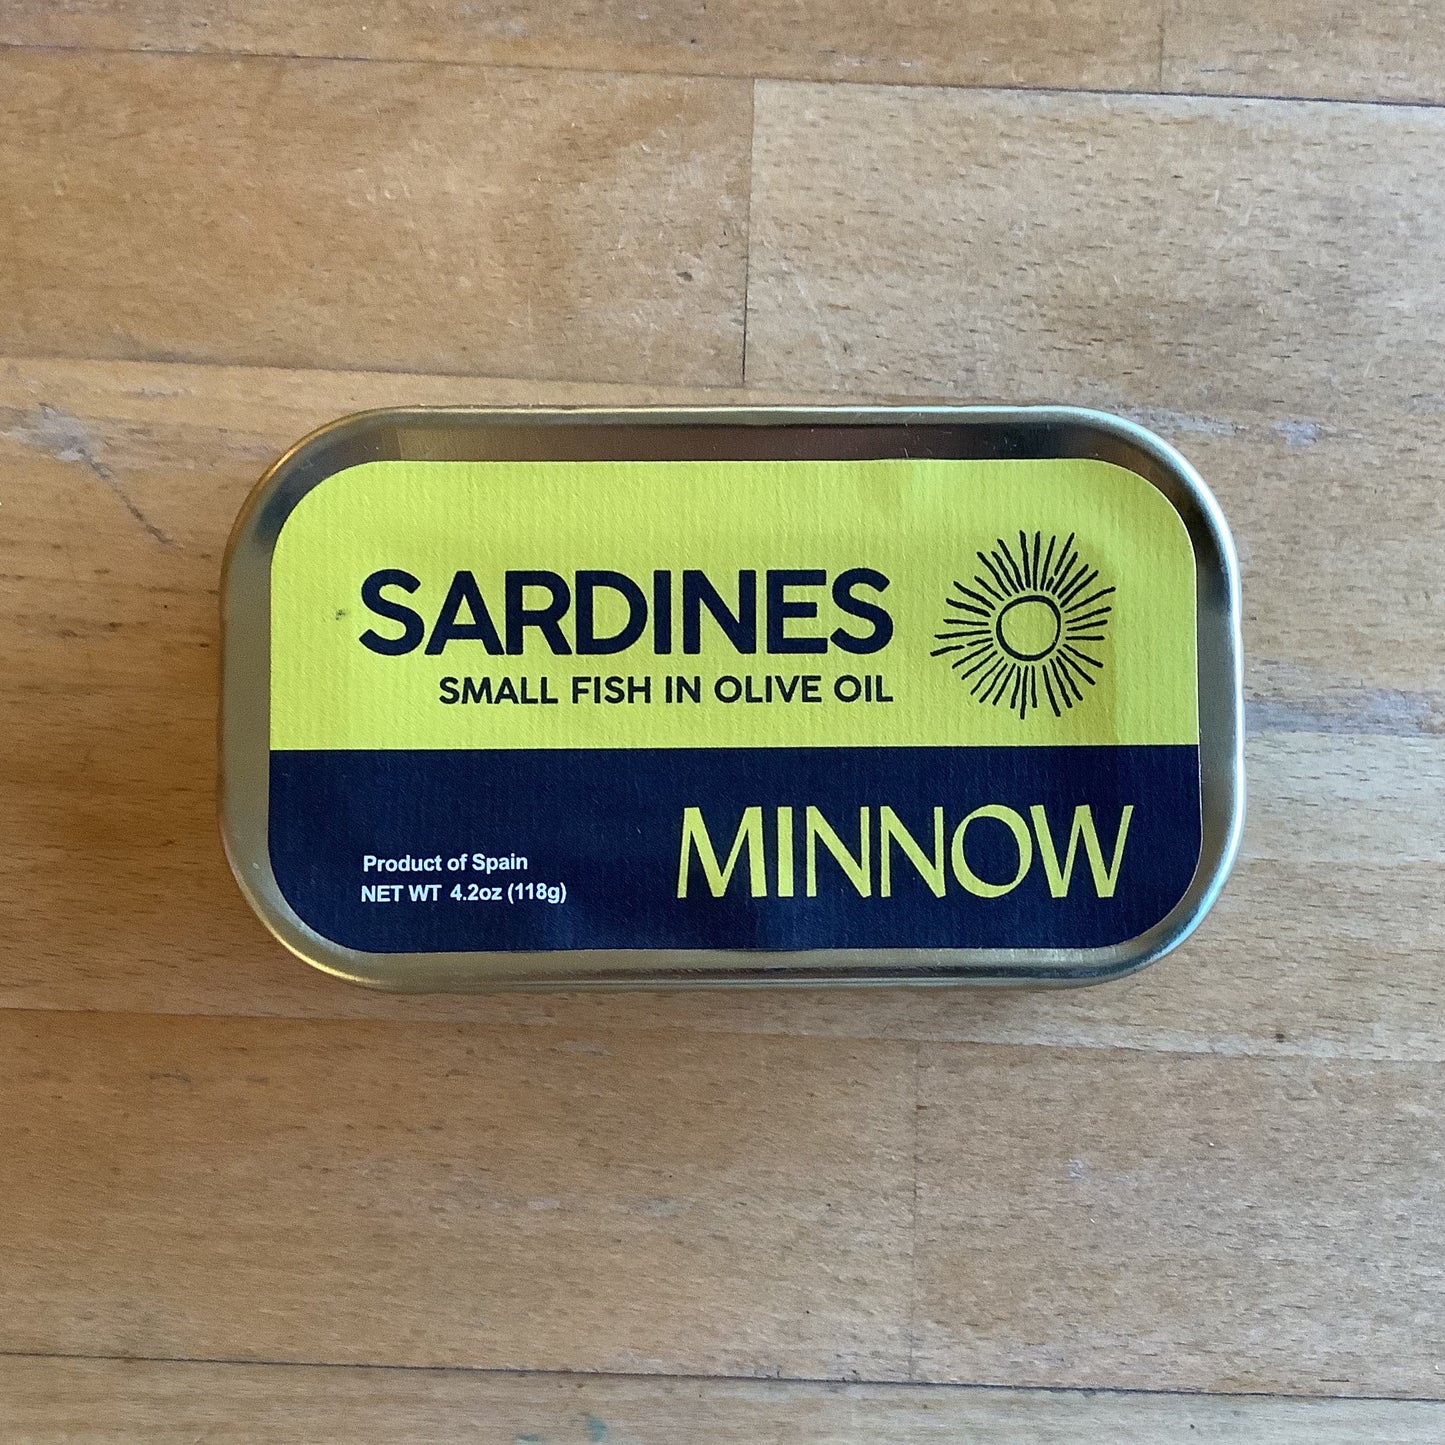 SARDINES
SMALL FISH IN OLIVE OIL
MINNOW
Product of Spain
NET WT 4.2oz (118g)